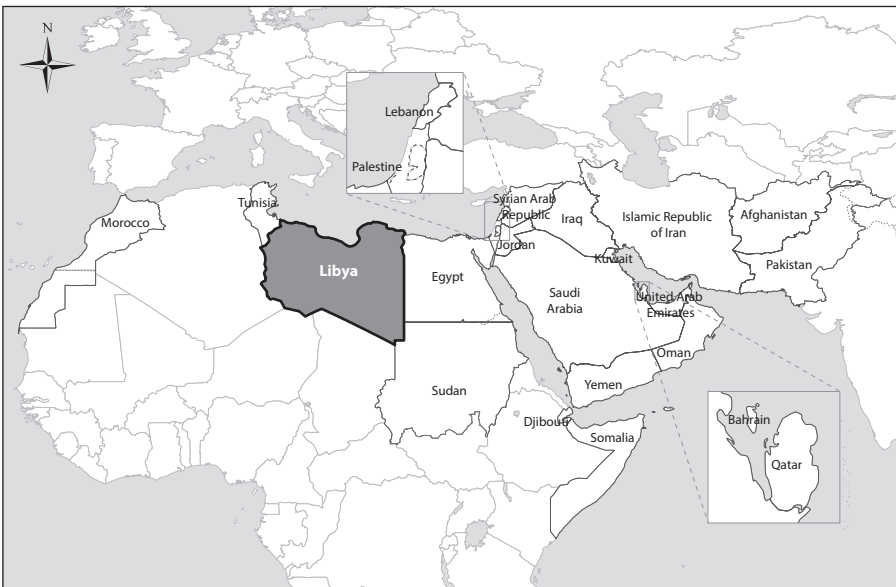 N
Lebanon
Palestine
Tunisia
Syrian Arab
Republic
Morocco
Iraq
Islamic Republic
of Iran
Afghanistan
Jordan
Kuwait
Pakistan
Libya
Egypt
Saudi
Arabia
United Arab
Emirates
Oman
Sudan
Yemen
Djibouti
Somalia
Bahrain
Qatar